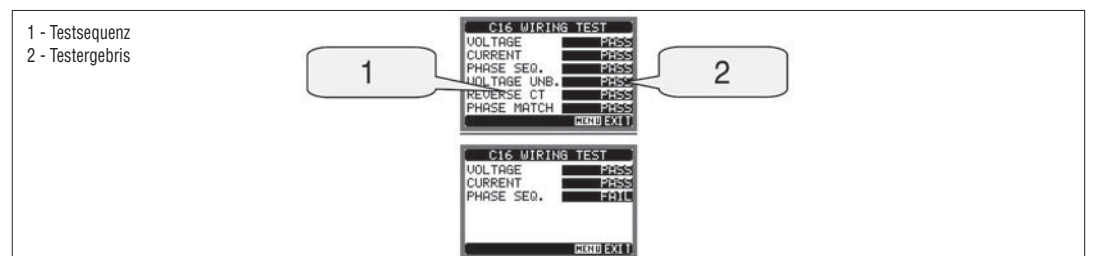 1 - Testsequenz
2 - Testergebris
1
2
C16 WIRING TEST
VOLTAGE PASS
CURRENT PASS
PHASE SEQ. PASS
VOLTAGE UNB. PASS
REVERSE CT PASS
PHASE MATCH PASS
MENU EXIT
C16 WIRING TEST
VOLTAGE PASS
CURRENT PASS
PHASE SEQ. FAIL
MENU EXIT